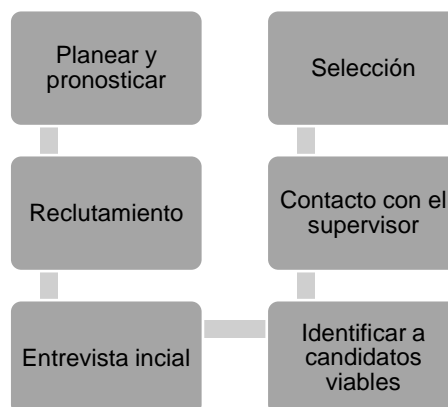 Planear y
pronosticar
Reclutamiento
Entrevista incial
Identificar a
candidatos
viables
Contacto con el
supervisor
Selección